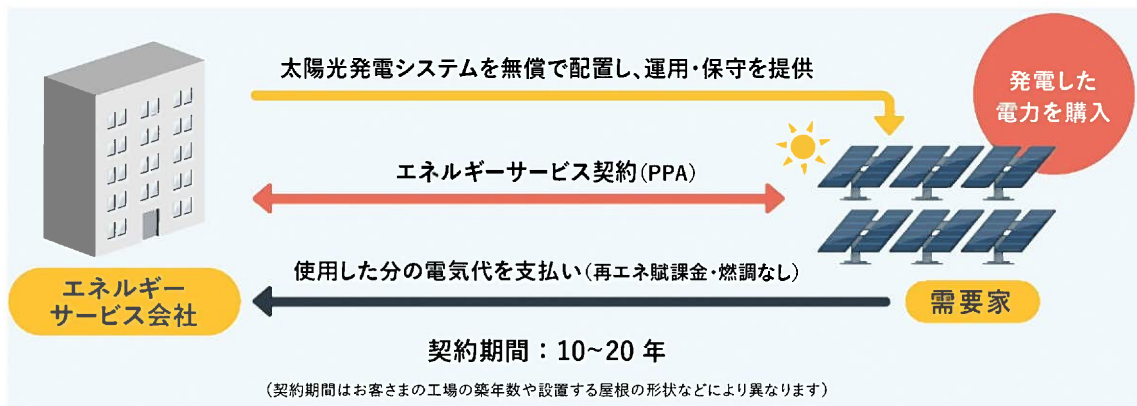 太陽光発電システムを無償で配置し、運用・保守を提供
発電した
電力を購入
エネルギーサービス契約(PPA)
使用した分の電気代を支払い(再エネ賦課金・燃調なし)
エネルギー
サービス会社
需要家
契約期間：10~20 年
(契約期間はお客さまの工場の築年数や設置する屋根の形状などにより異なります)